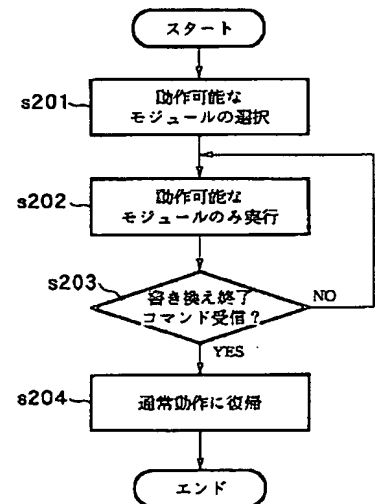 スタート
s201
動作可能な
モジュールの選択
s202
動作可能な
モジュールのみ実行
s203
書き換え終了
コマンド受信？
NO
YES
s204
通常動作に復帰
エンド